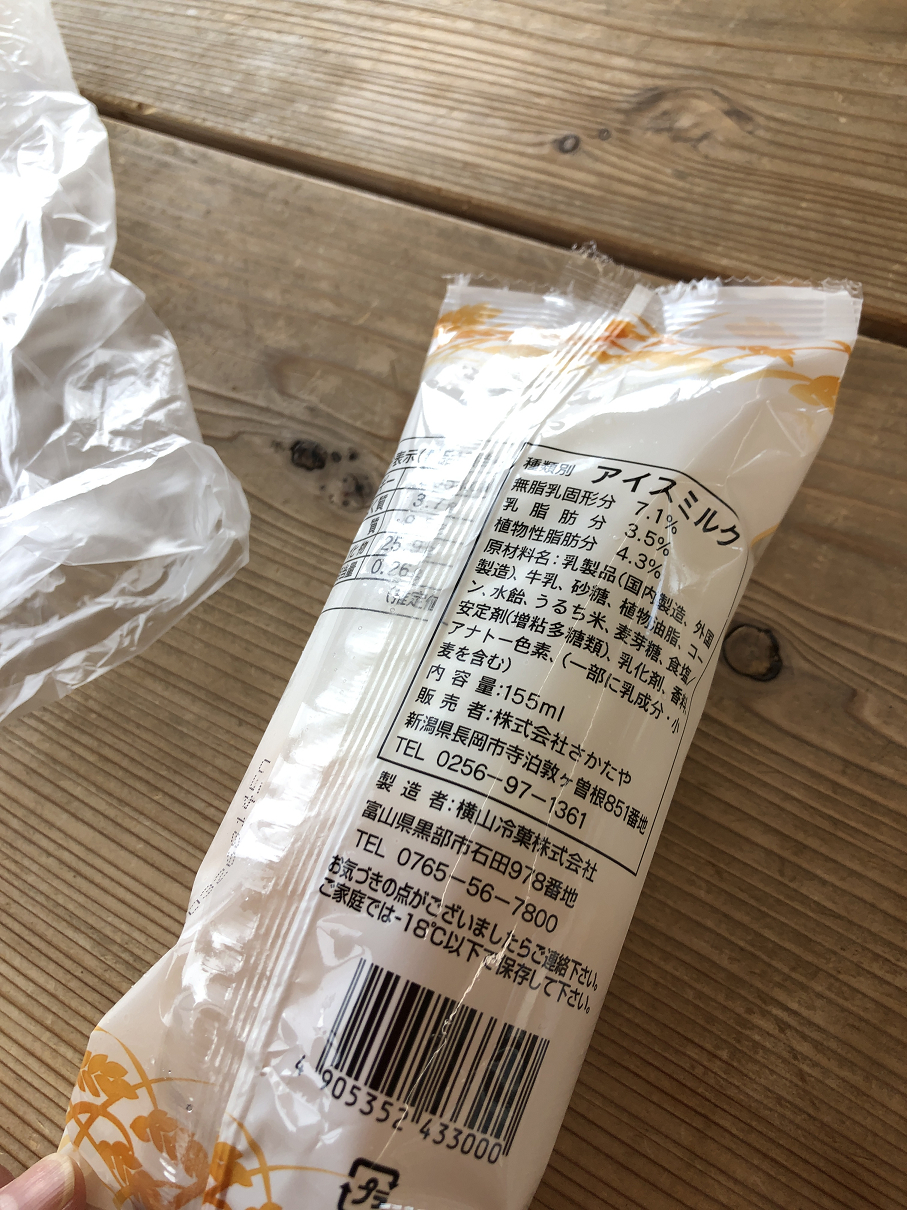 種類別 アイスミルク
無脂乳固形分 7.1%
乳脂肪分 3.5%
植物性脂肪分 4.3%
原材料名:乳製品(国内製造、外国
製造)、牛乳、砂糖、植物油脂、コー
ン、水飴、うるち米、麦芽糖、食塩/
安定剤(増粘多糖類)、乳化剤、香料、
アナトー色素、(一部に乳成分・小
麦を含む)
内容量:155ml
販売者:株式会社さかたや
新潟県長岡市寺泊敦ヶ曽根851番地
TEL 0256-97-1361
製造者:横山冷菓株式会社
富山県黒部市石田978番地
TEL 0765-56-7800
お気づきの点がございましたらご連絡下さい。
ご家庭では-18℃以下で保存して下さい。
4 905352 433000
プラ
表示
質
質
0.26
(推定値